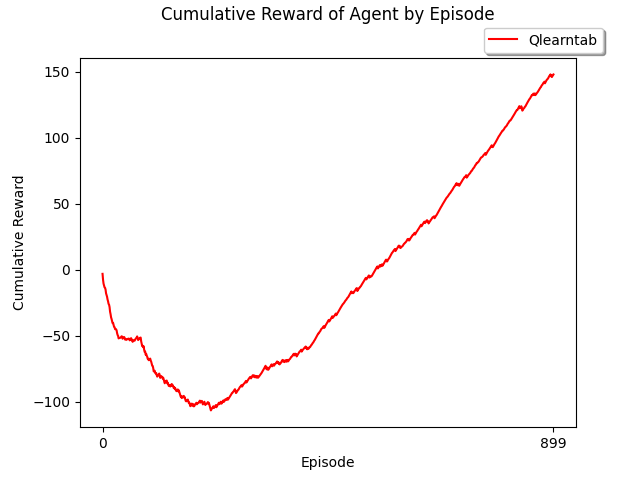 Cumulative Reward of Agent by Episode
Qlearntab
150
100
50
0
−50
−100
Cumulative Reward
0
899
Episode